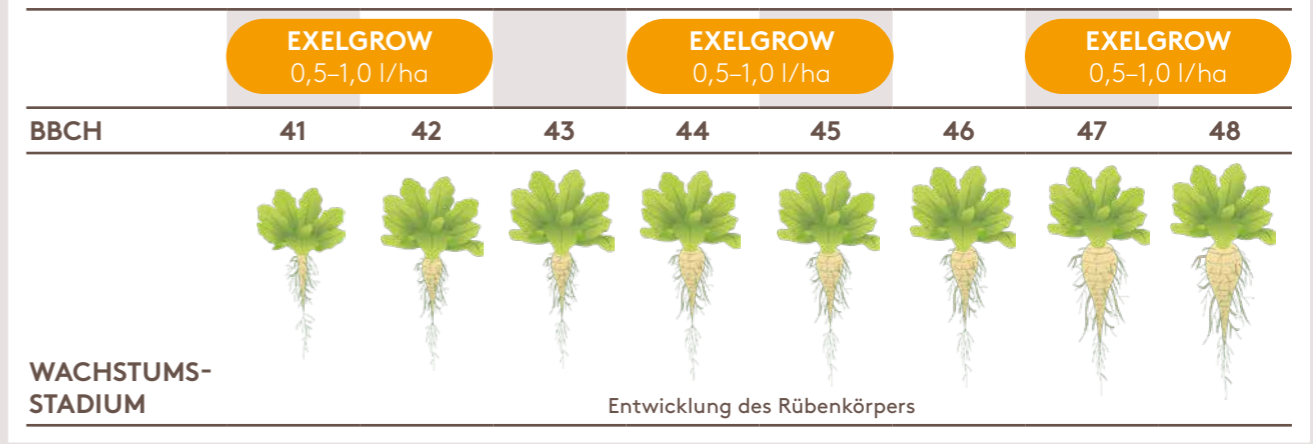 EXELGROW EXELGROW EXELGROW
0,5–1,0 l/ha 0,5–1,0 l/ha 0,5–1,0 l/ha
BBCH 41 42 43 44 45 46 47 48
WACHSTUMS-
STADIUM Entwicklung des Rübenkörpers